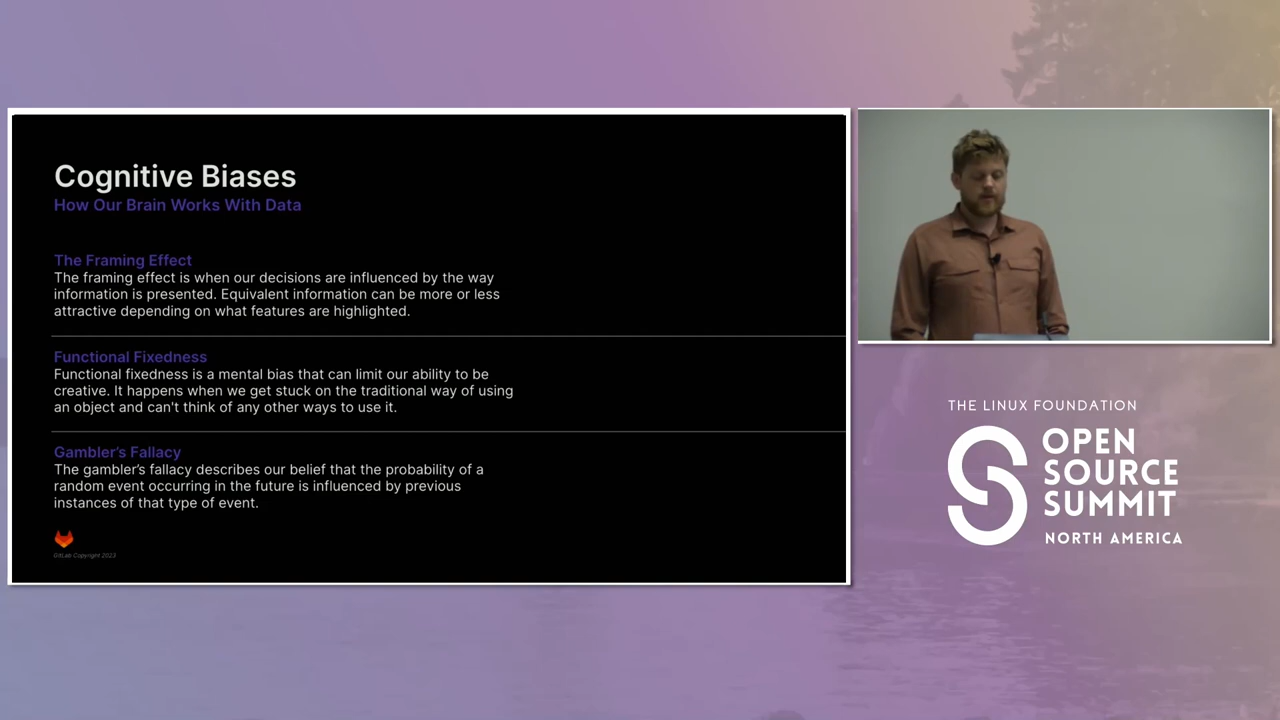 Cognitive Biases
How Our Brain Works With Data
The Framing Effect
The framing effect is when our decisions are influenced by the way
information is presented. Equivalent information can be more or less
attractive depending on what features are highlighted.
Functional Fixedness
Functional fixedness is a mental bias that can limit our ability to be
creative. It happens when we get stuck on the traditional way of using
an object and can't think of any other ways to use it.
Gambler’s Fallacy
The gambler’s fallacy describes our belief that the probability of a
random event occurring in the future is influenced by previous
instances of that type of event.
GitLab Copyright 2023
THE LINUX FOUNDATION
OPEN
SOURCE
SUMMIT
NORTH AMERICA